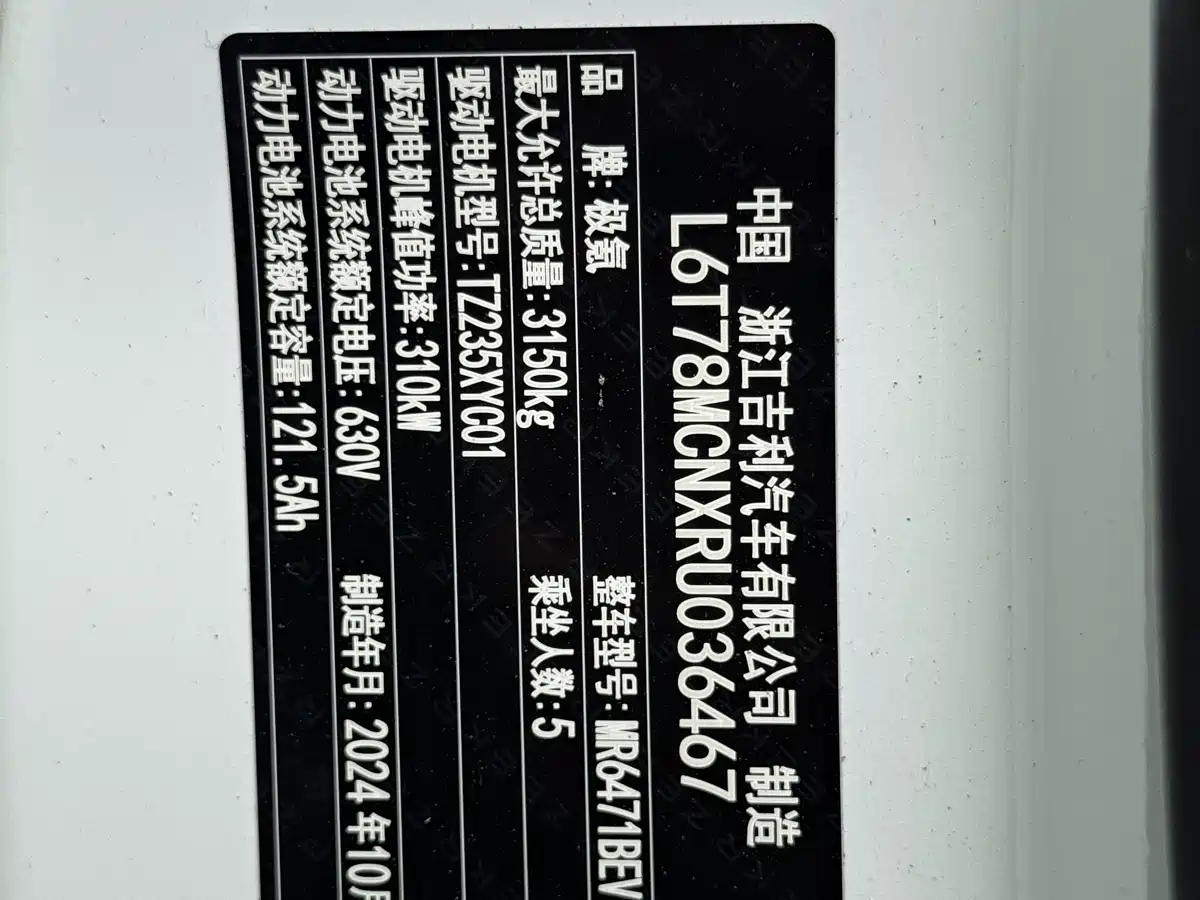 中国 浙江吉利汽车有限公司 制造
L6T78MCNXRU036467
品 牌:极氪 整车型号:MR6471BEV
最大允许总质量:3150kg 乘坐人数:5
驱动电机型号:TZ235XYC01
驱动电机峰值功率:310kW
动力电池系统额定电压:630V 制造年月:2024年10月
动力电池系统额定容量:121.5Ah